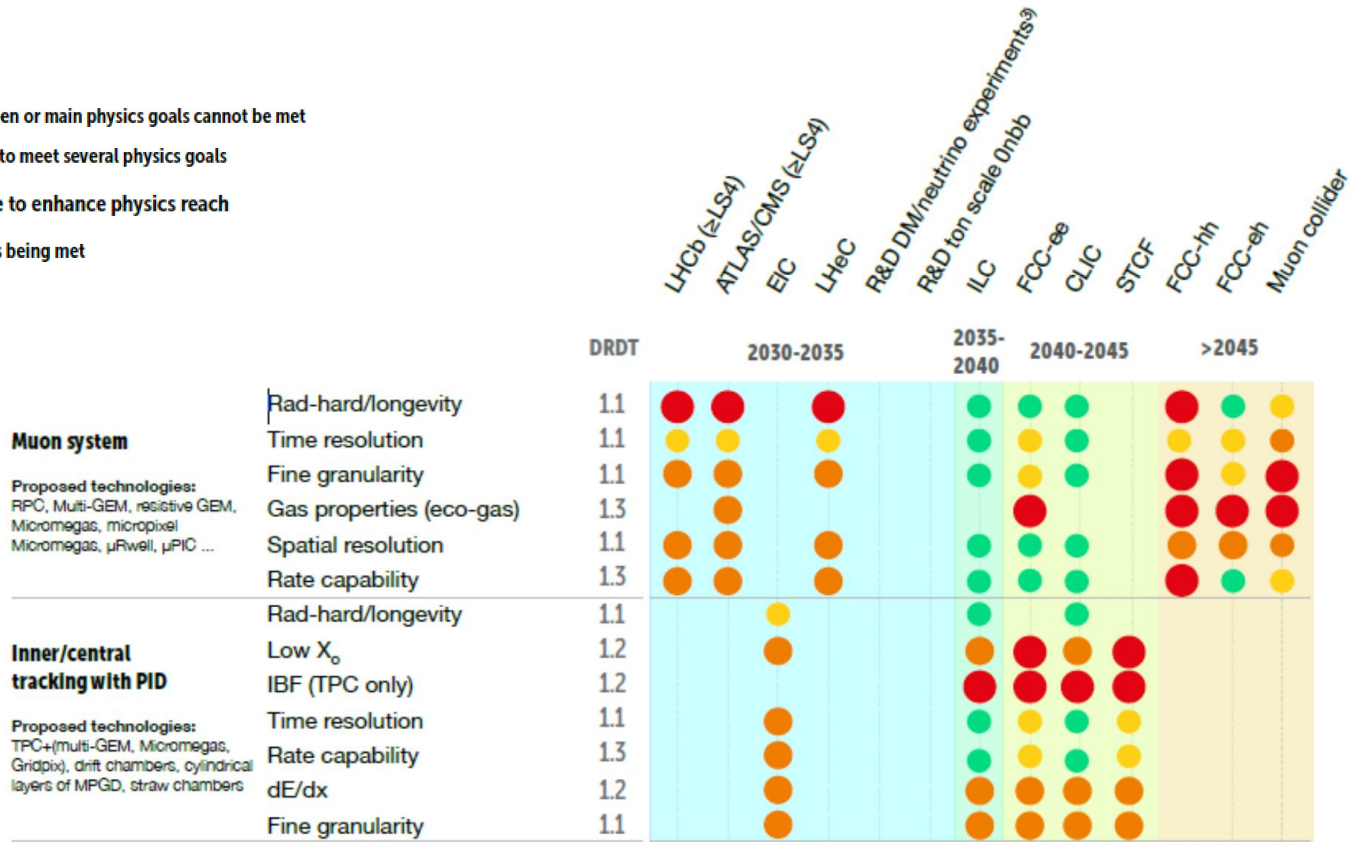 en or main physics goals cannot be met
to meet several physics goals
e to enhance physics reach
s being met
LHCb (≥LS4)
ATLAS/CMS (≥LS4)
EIC
LHeC
R&D DM/neutrino experiments³⁾
R&D ton scale 0nbb
ILC
FCC-ee
CLIC
STCF
FCC-hh
FCC-eh
Muon collider
DRDT
2030-2035
2035-
2040
2040-2045
>2045
Muon system
Proposed technologies:
RPC, Multi-GEM, resistive GEM,
Micromegas, micropixel
Micromegas, µRwell, µPIC ...
Rad-hard/longevity 1.1
Time resolution 1.1
Fine granularity 1.1
Gas properties (eco-gas) 1.3
Spatial resolution 1.1
Rate capability 1.3
Inner/central
tracking with PID
Proposed technologies:
TPC+(multi-GEM, Micromegas,
Gridpix), drift chambers, cylindrical
layers of MPGD, straw chambers
Rad-hard/longevity 1.1
Low Xₒ 1.2
IBF (TPC only) 1.2
Time resolution 1.1
Rate capability 1.3
dE/dx 1.2
Fine granularity 1.1